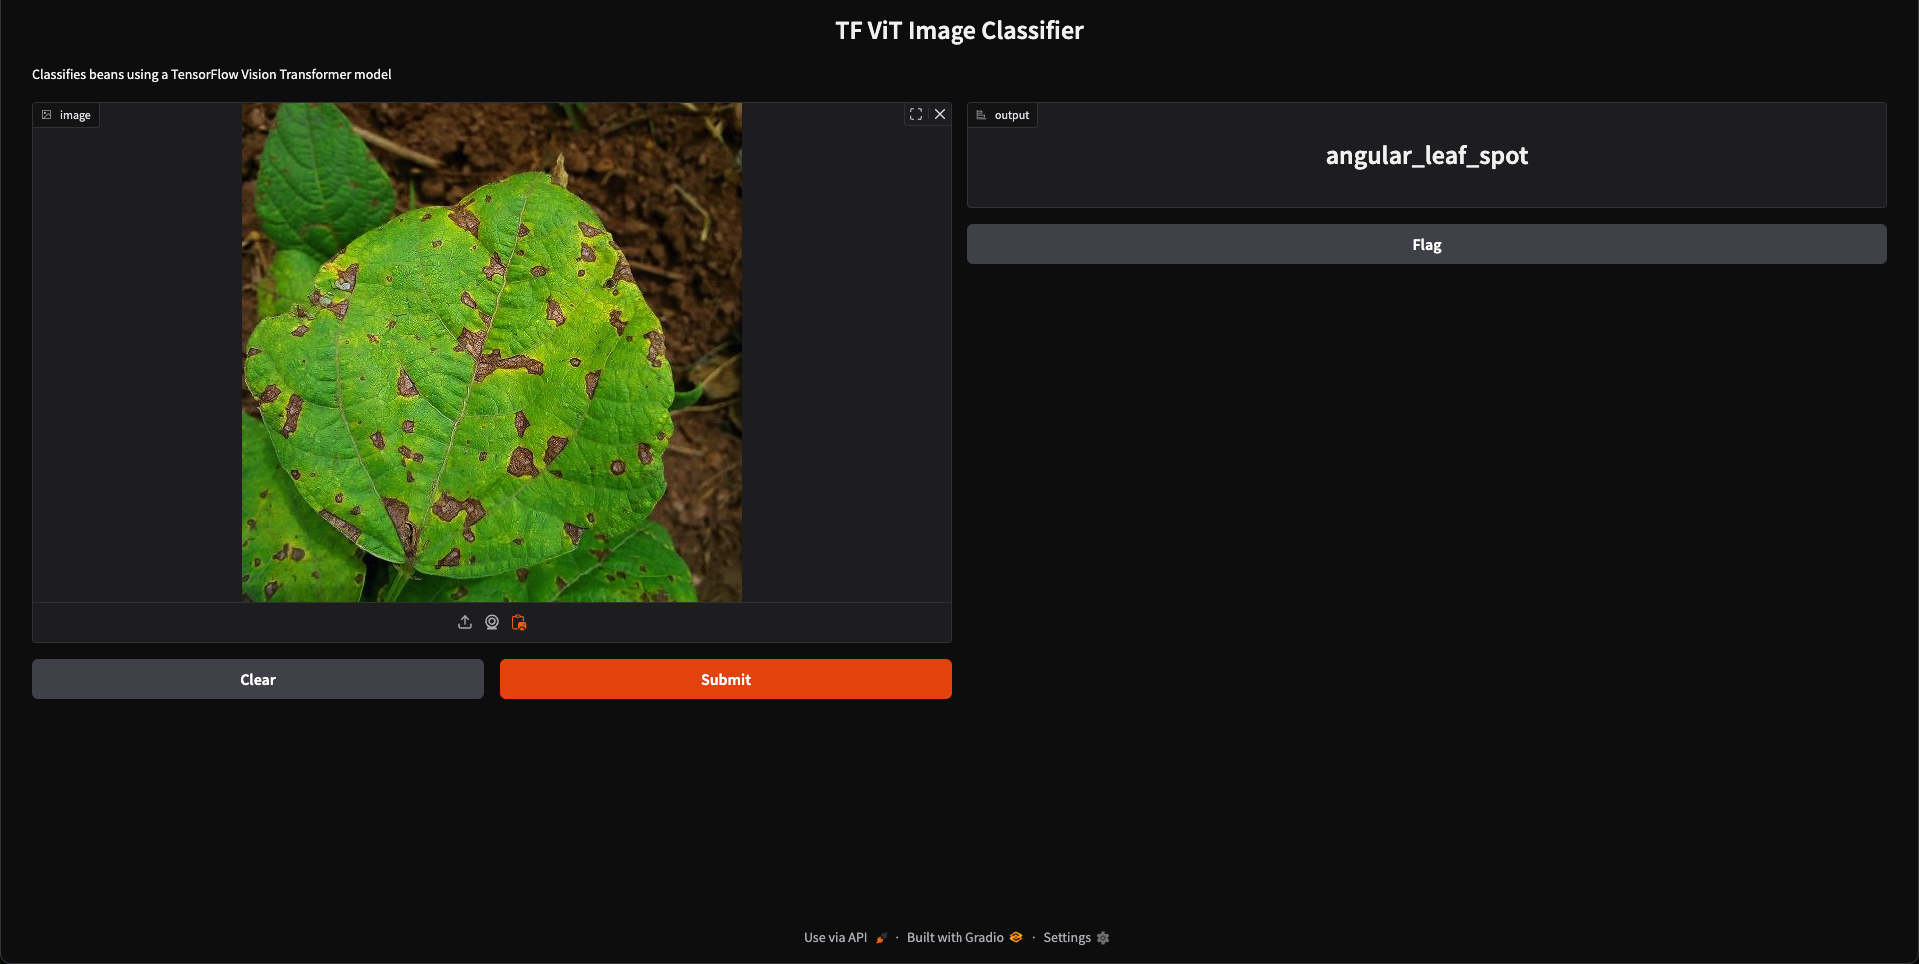 TF ViT Image Classifier
Classifies beans using a TensorFlow Vision Transformer model
image
output
angular_leaf_spot
Flag
Clear
Submit
Use via API · Built with Gradio · Settings